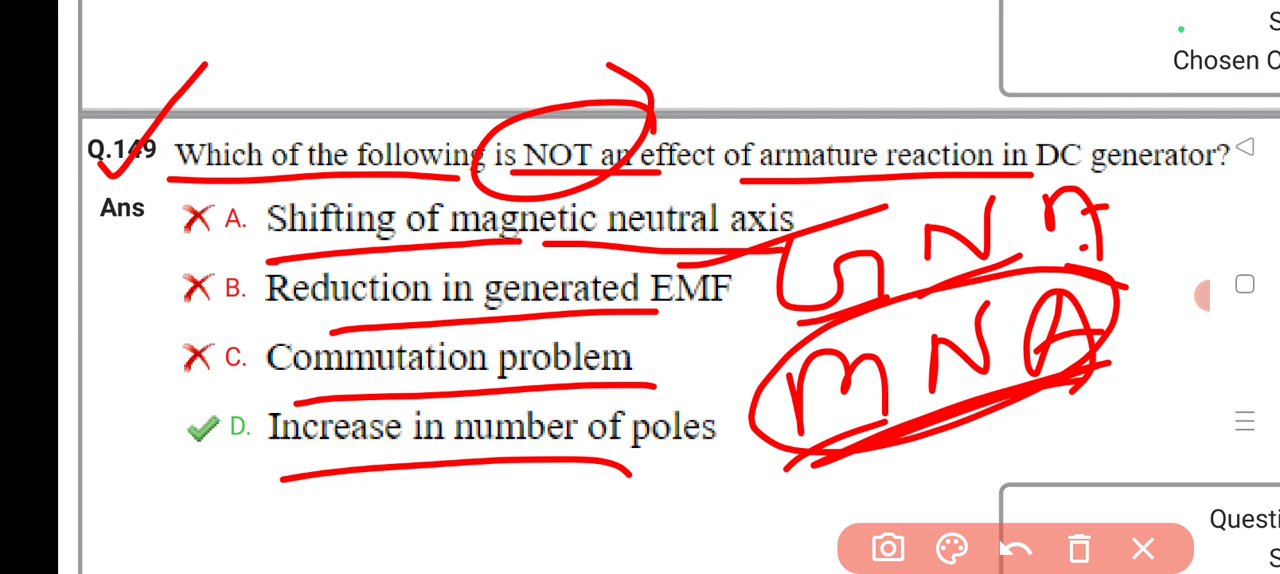 S
Chosen O
Q.149 Which of the following is NOT an effect of armature reaction in DC generator?
Ans
A. Shifting of magnetic neutral axis
B. Reduction in generated EMF
C. Commutation problem
D. Increase in number of poles
GNA
MNA
Questi
S